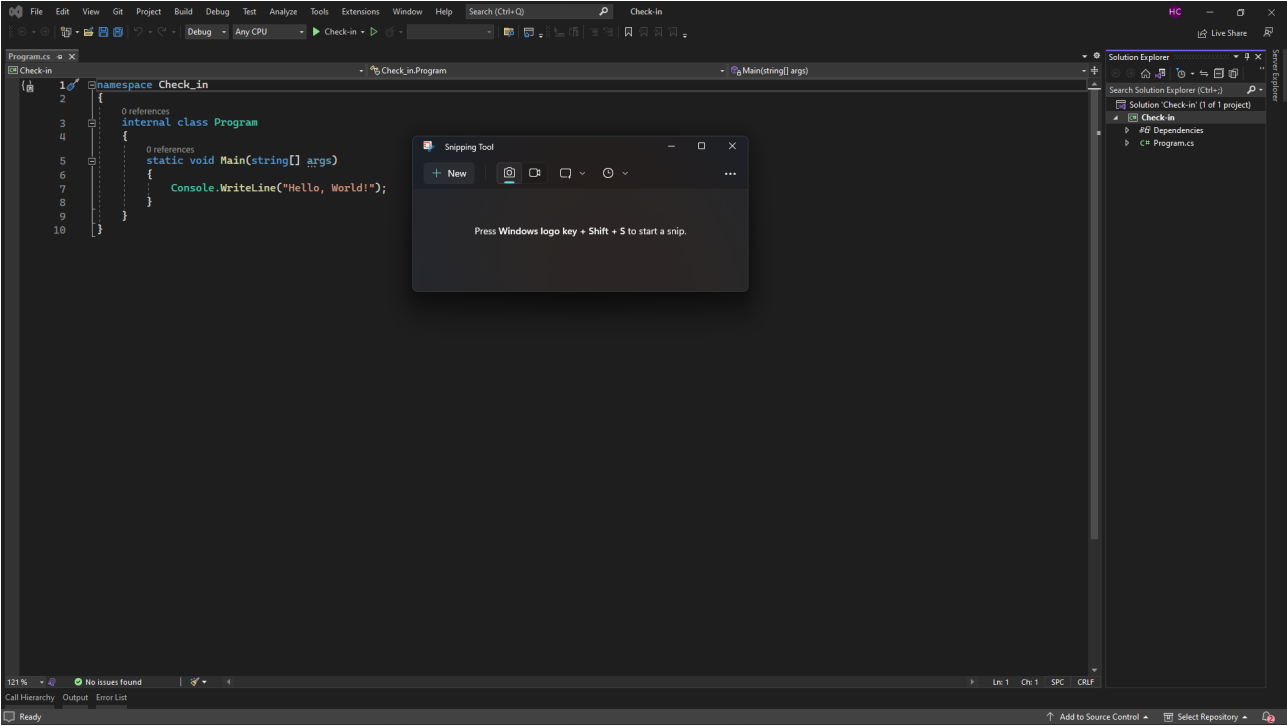 File Edit View Git Project Build Debug Test Analyze Tools Extensions Window Help Search (Ctrl+Q) Check-in HC
Debug Any CPU Check-in Live Share
Program.cs
Check-in Check_in.Program Main(string[] args)
1 namespace Check_in
2 {
0 references
3 internal class Program
4 {
0 references
5 static void Main(string[] args)
6 {
7 Console.WriteLine("Hello, World!");
8 }
9 }
10 }
Snipping Tool
New
Press Windows logo key + Shift + S to start a snip.
Solution Explorer
Search Solution Explorer (Ctrl+;)
Solution 'Check-in' (1 of 1 project)
Check-in
Dependencies
C# Program.cs
Server Explorer
121 % No issues found Ln: 1 Ch: 1 SPC CRLF
Call Hierarchy Output Error List
Ready Add to Source Control Select Repository 2